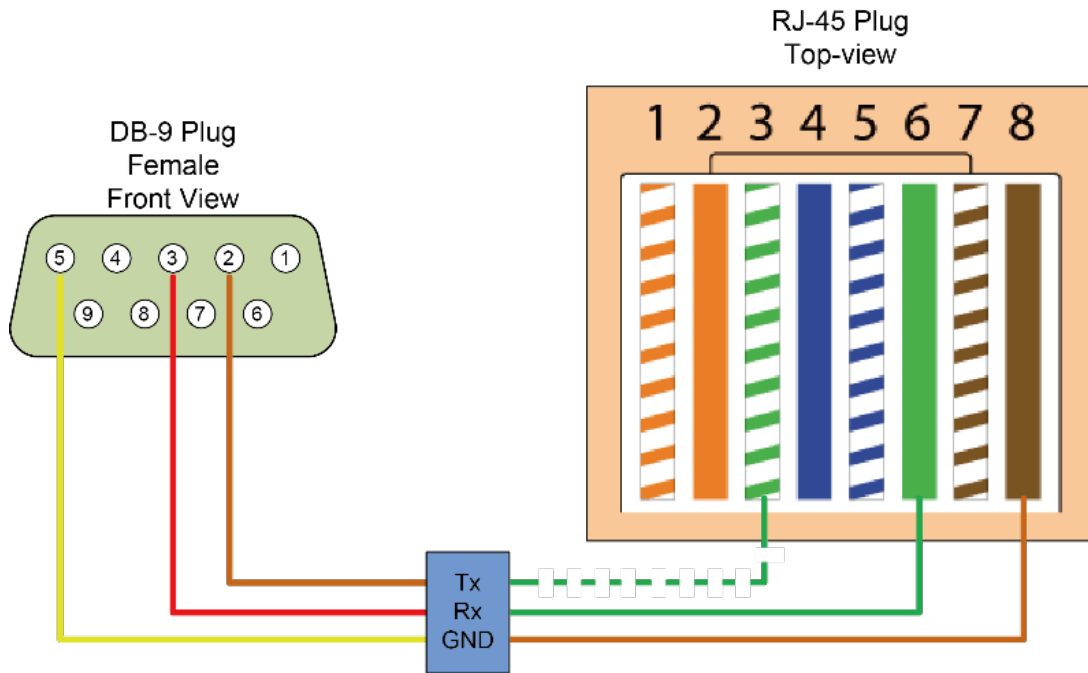 RJ-45 Plug
Top-view
1 2 3 4 5 6 7 8
DB-9 Plug
Female
Front View
5 4 3 2 1
9 8 7 6
Tx
Rx
GND